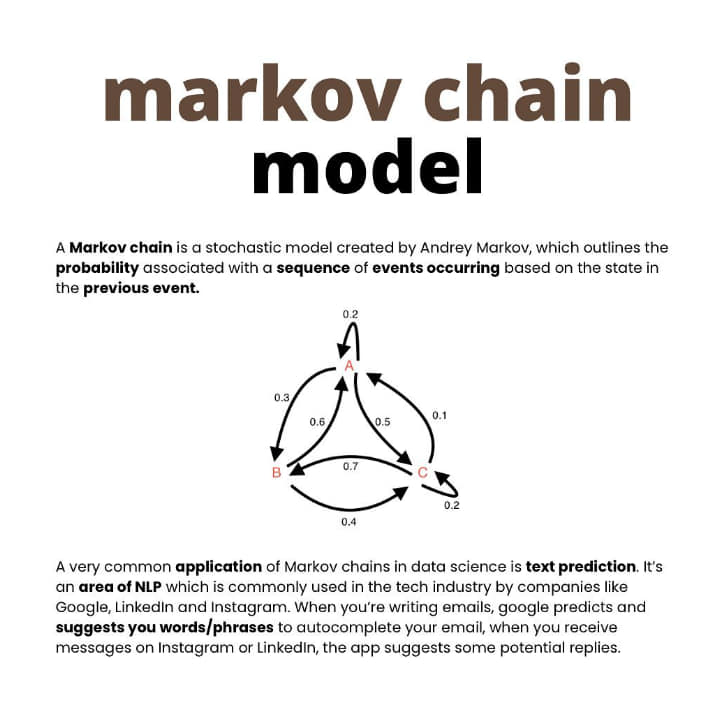 markov chain
model
A Markov chain is a stochastic model created by Andrey Markov, which outlines the
probability associated with a sequence of events occurring based on the state in
the previous event.
0.2
A
0.3
0.6
0.5
0.1
B
0.7
C
0.2
0.4
A very common application of Markov chains in data science is text prediction. It's
an area of NLP which is commonly used in the tech industry by companies like
Google, LinkedIn and Instagram. When you're writing emails, google predicts and
suggests you words/phrases to autocomplete your email, when you receive
messages on Instagram or LinkedIn, the app suggests some potential replies.